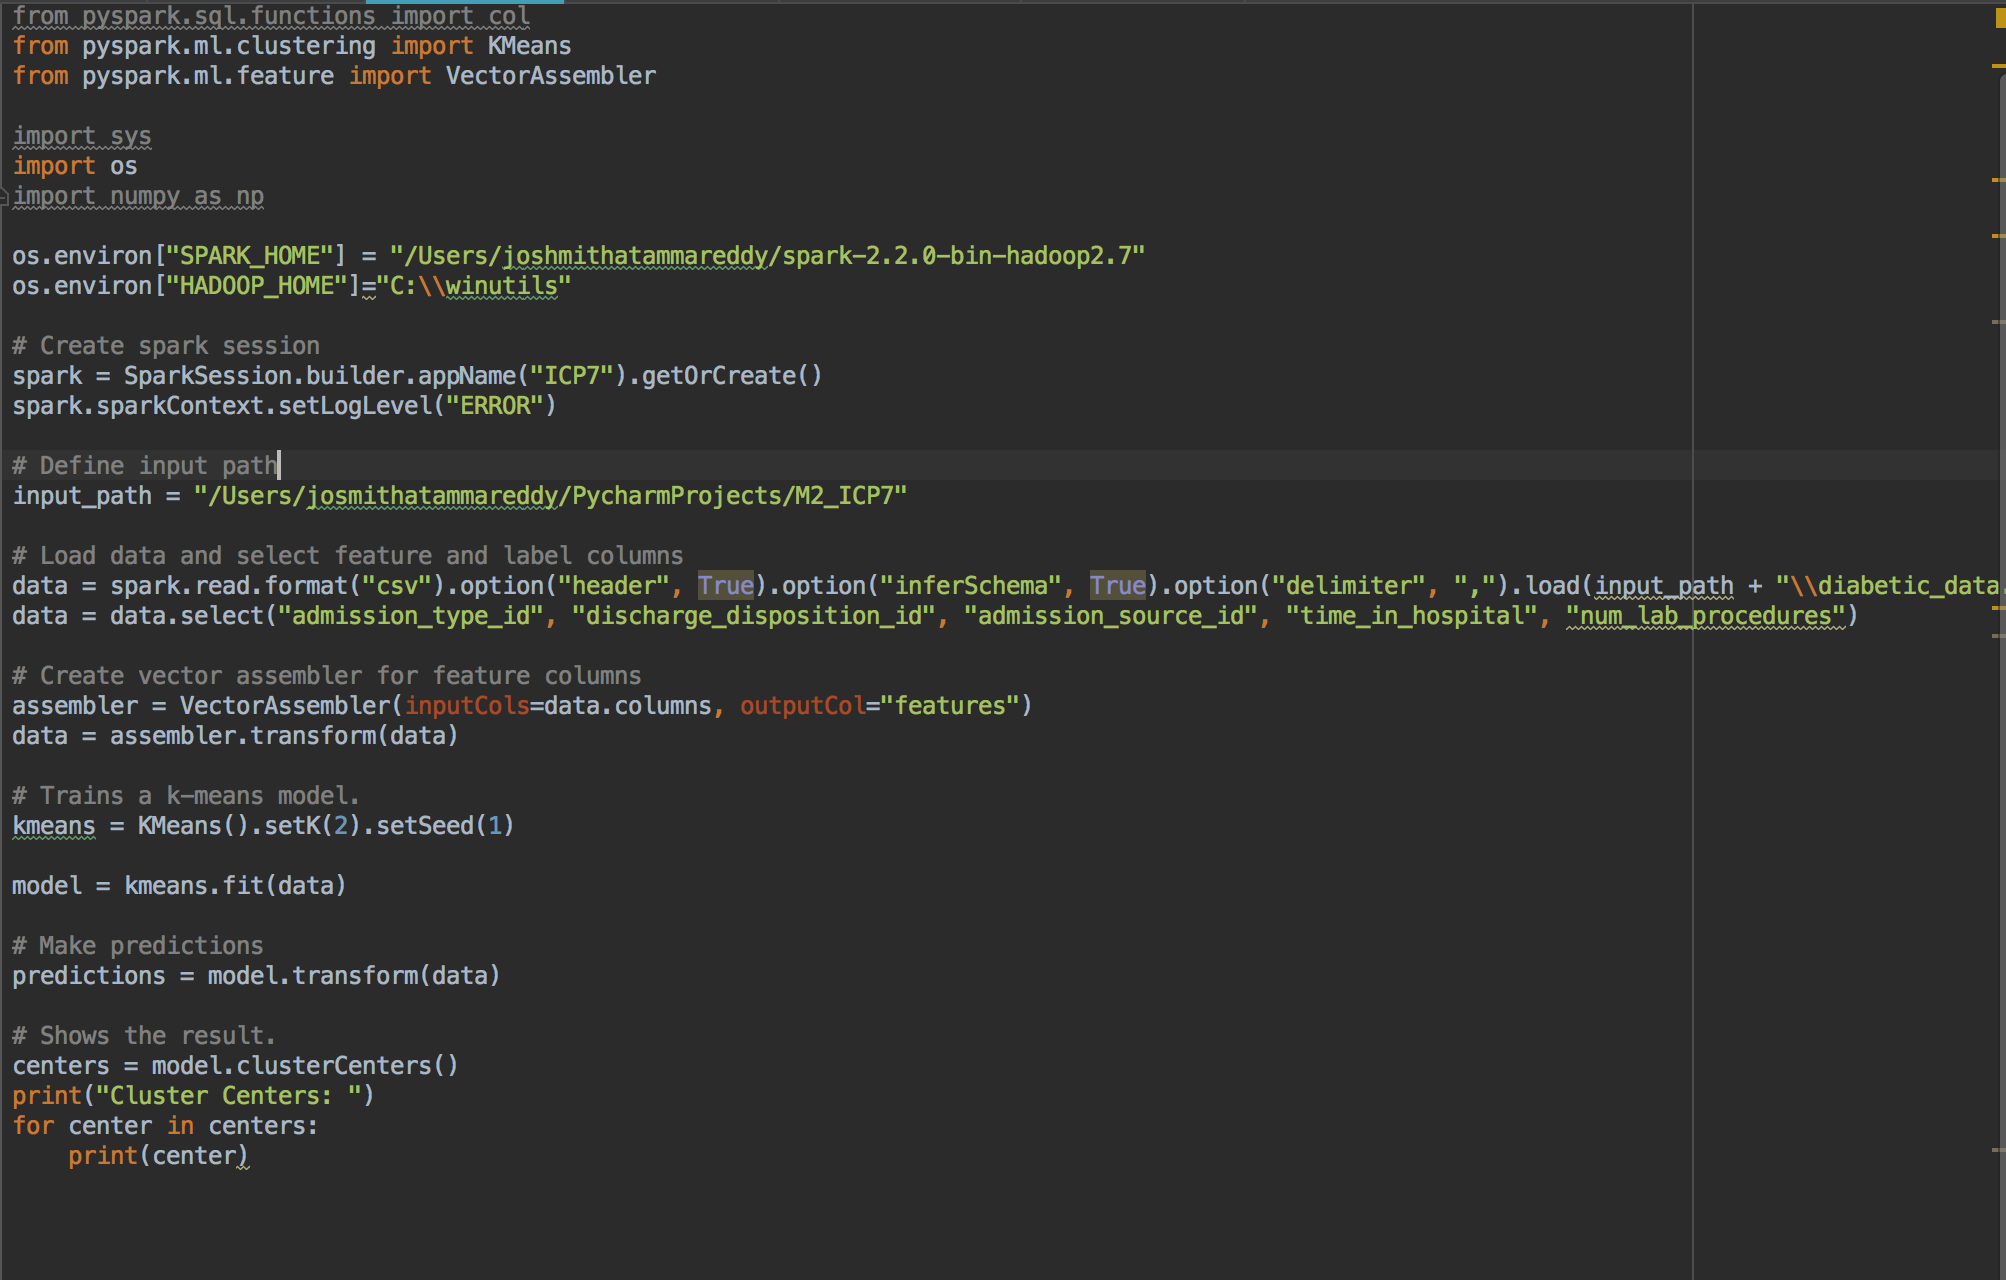 from pyspark.sql.functions import col
from pyspark.ml.clustering import KMeans
from pyspark.ml.feature import VectorAssembler
import sys
import os
import numpy as np
os.environ["SPARK_HOME"] = "/Users/joshmithatammareddy/spark-2.2.0-bin-hadoop2.7"
os.environ["HADOOP_HOME"]="C:\\winutils"
# Create spark session
spark = SparkSession.builder.appName("ICP7").getOrCreate()
spark.sparkContext.setLogLevel("ERROR")
# Define input path
input_path = "/Users/josmithatammareddy/PycharmProjects/M2_ICP7"
# Load data and select feature and label columns
data = spark.read.format("csv").option("header", True).option("inferSchema", True).option("delimiter", ",").load(input_path + "\\diabetic_data.
data = data.select("admission_type_id", "discharge_disposition_id", "admission_source_id", "time_in_hospital", "num_lab_procedures")
# Create vector assembler for feature columns
assembler = VectorAssembler(inputCols=data.columns, outputCol="features")
data = assembler.transform(data)
# Trains a k-means model.
kmeans = KMeans().setK(2).setSeed(1)
model = kmeans.fit(data)
# Make predictions
predictions = model.transform(data)
# Shows the result.
centers = model.clusterCenters()
print("Cluster Centers: ")
for center in centers:
    print(center)